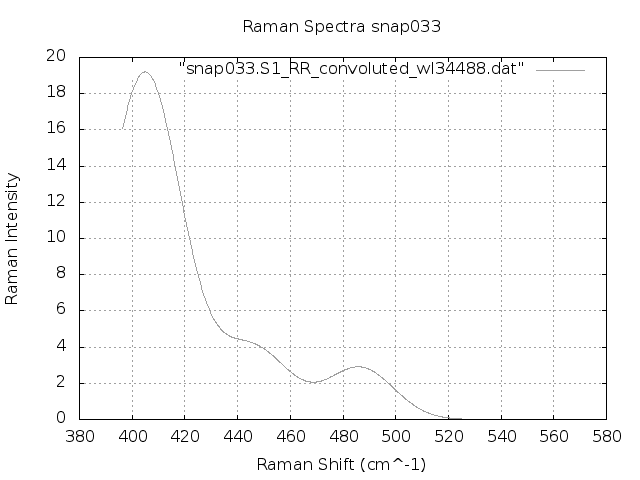 Raman Spectra snap033
"snap033.S1_RR_convoluted_wl34488.dat"
20
18
16
14
12
10
8
6
4
2
0
Raman Intensity
380 400 420 440 460 480 500 520 540 560 580
Raman Shift (cm^-1)